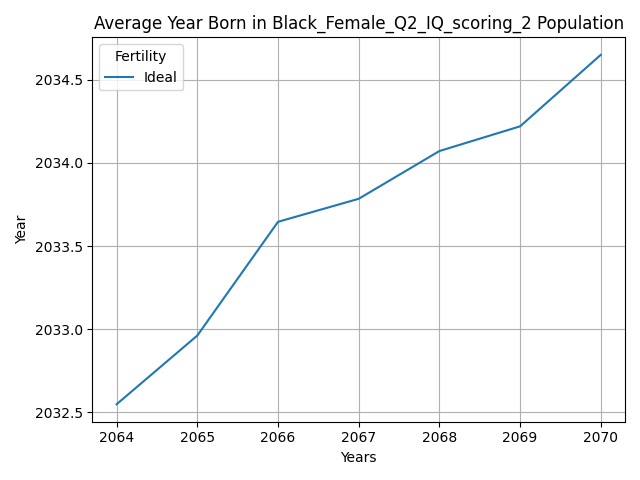 Average Year Born in Black_Female_Q2_IQ_scoring_2 Population
Fertility
Ideal
2034.5
2034.0
2033.5
2033.0
2032.5
Year
2064 2065 2066 2067 2068 2069 2070
Years